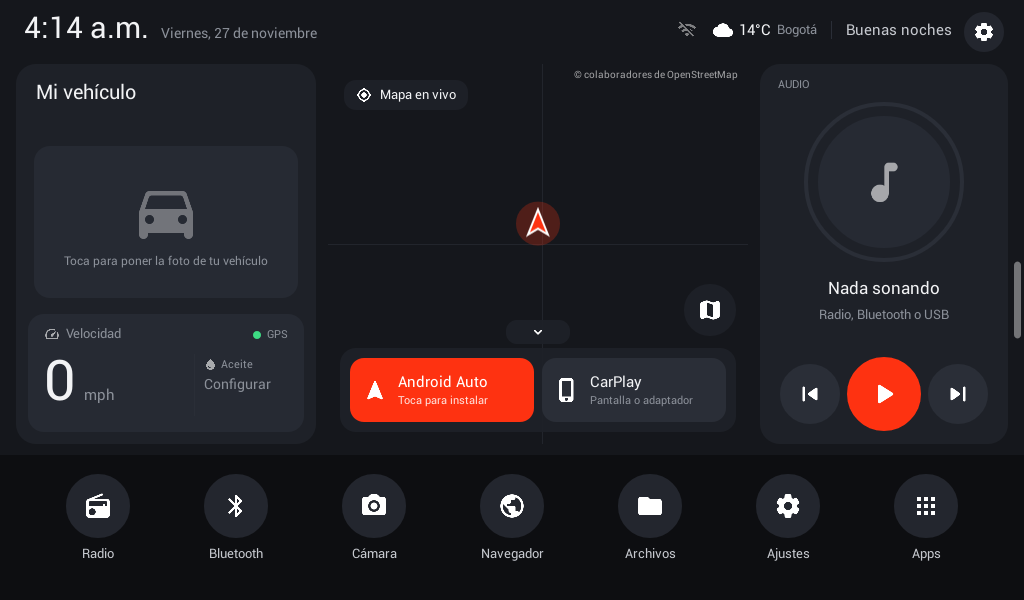 4:14 a.m.
Viernes, 27 de noviembre
14°C Bogotá
Buenas noches
Mi vehículo
Toca para poner la foto de tu vehículo
Velocidad
GPS
0 mph
Aceite
Configurar
Mapa en vivo
© colaboradores de OpenStreetMap
Android Auto
Toca para instalar
CarPlay
Pantalla o adaptador
AUDIO
Nada sonando
Radio, Bluetooth o USB
Radio
Bluetooth
Cámara
Navegador
Archivos
Ajustes
Apps